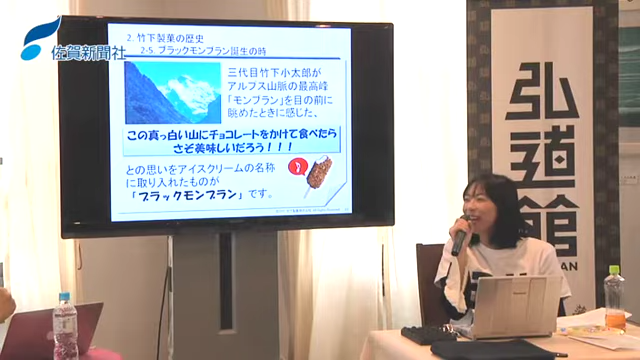 佐賀新聞社
2. 竹下製菓の歴史
2-5. ブラックモンブラン誕生の時
三代目竹下小太郎が
アルプス山脈の最高峰
「モンブラン」を目の前に
眺めたときに感じた、
この真っ白い山にチョコレートをかけて食べたら
さぞ美味しいだろう!!!
との思いをアイスクリームの名称
に取り入れたものが
「ブラックモンブラン」です。
弘道館